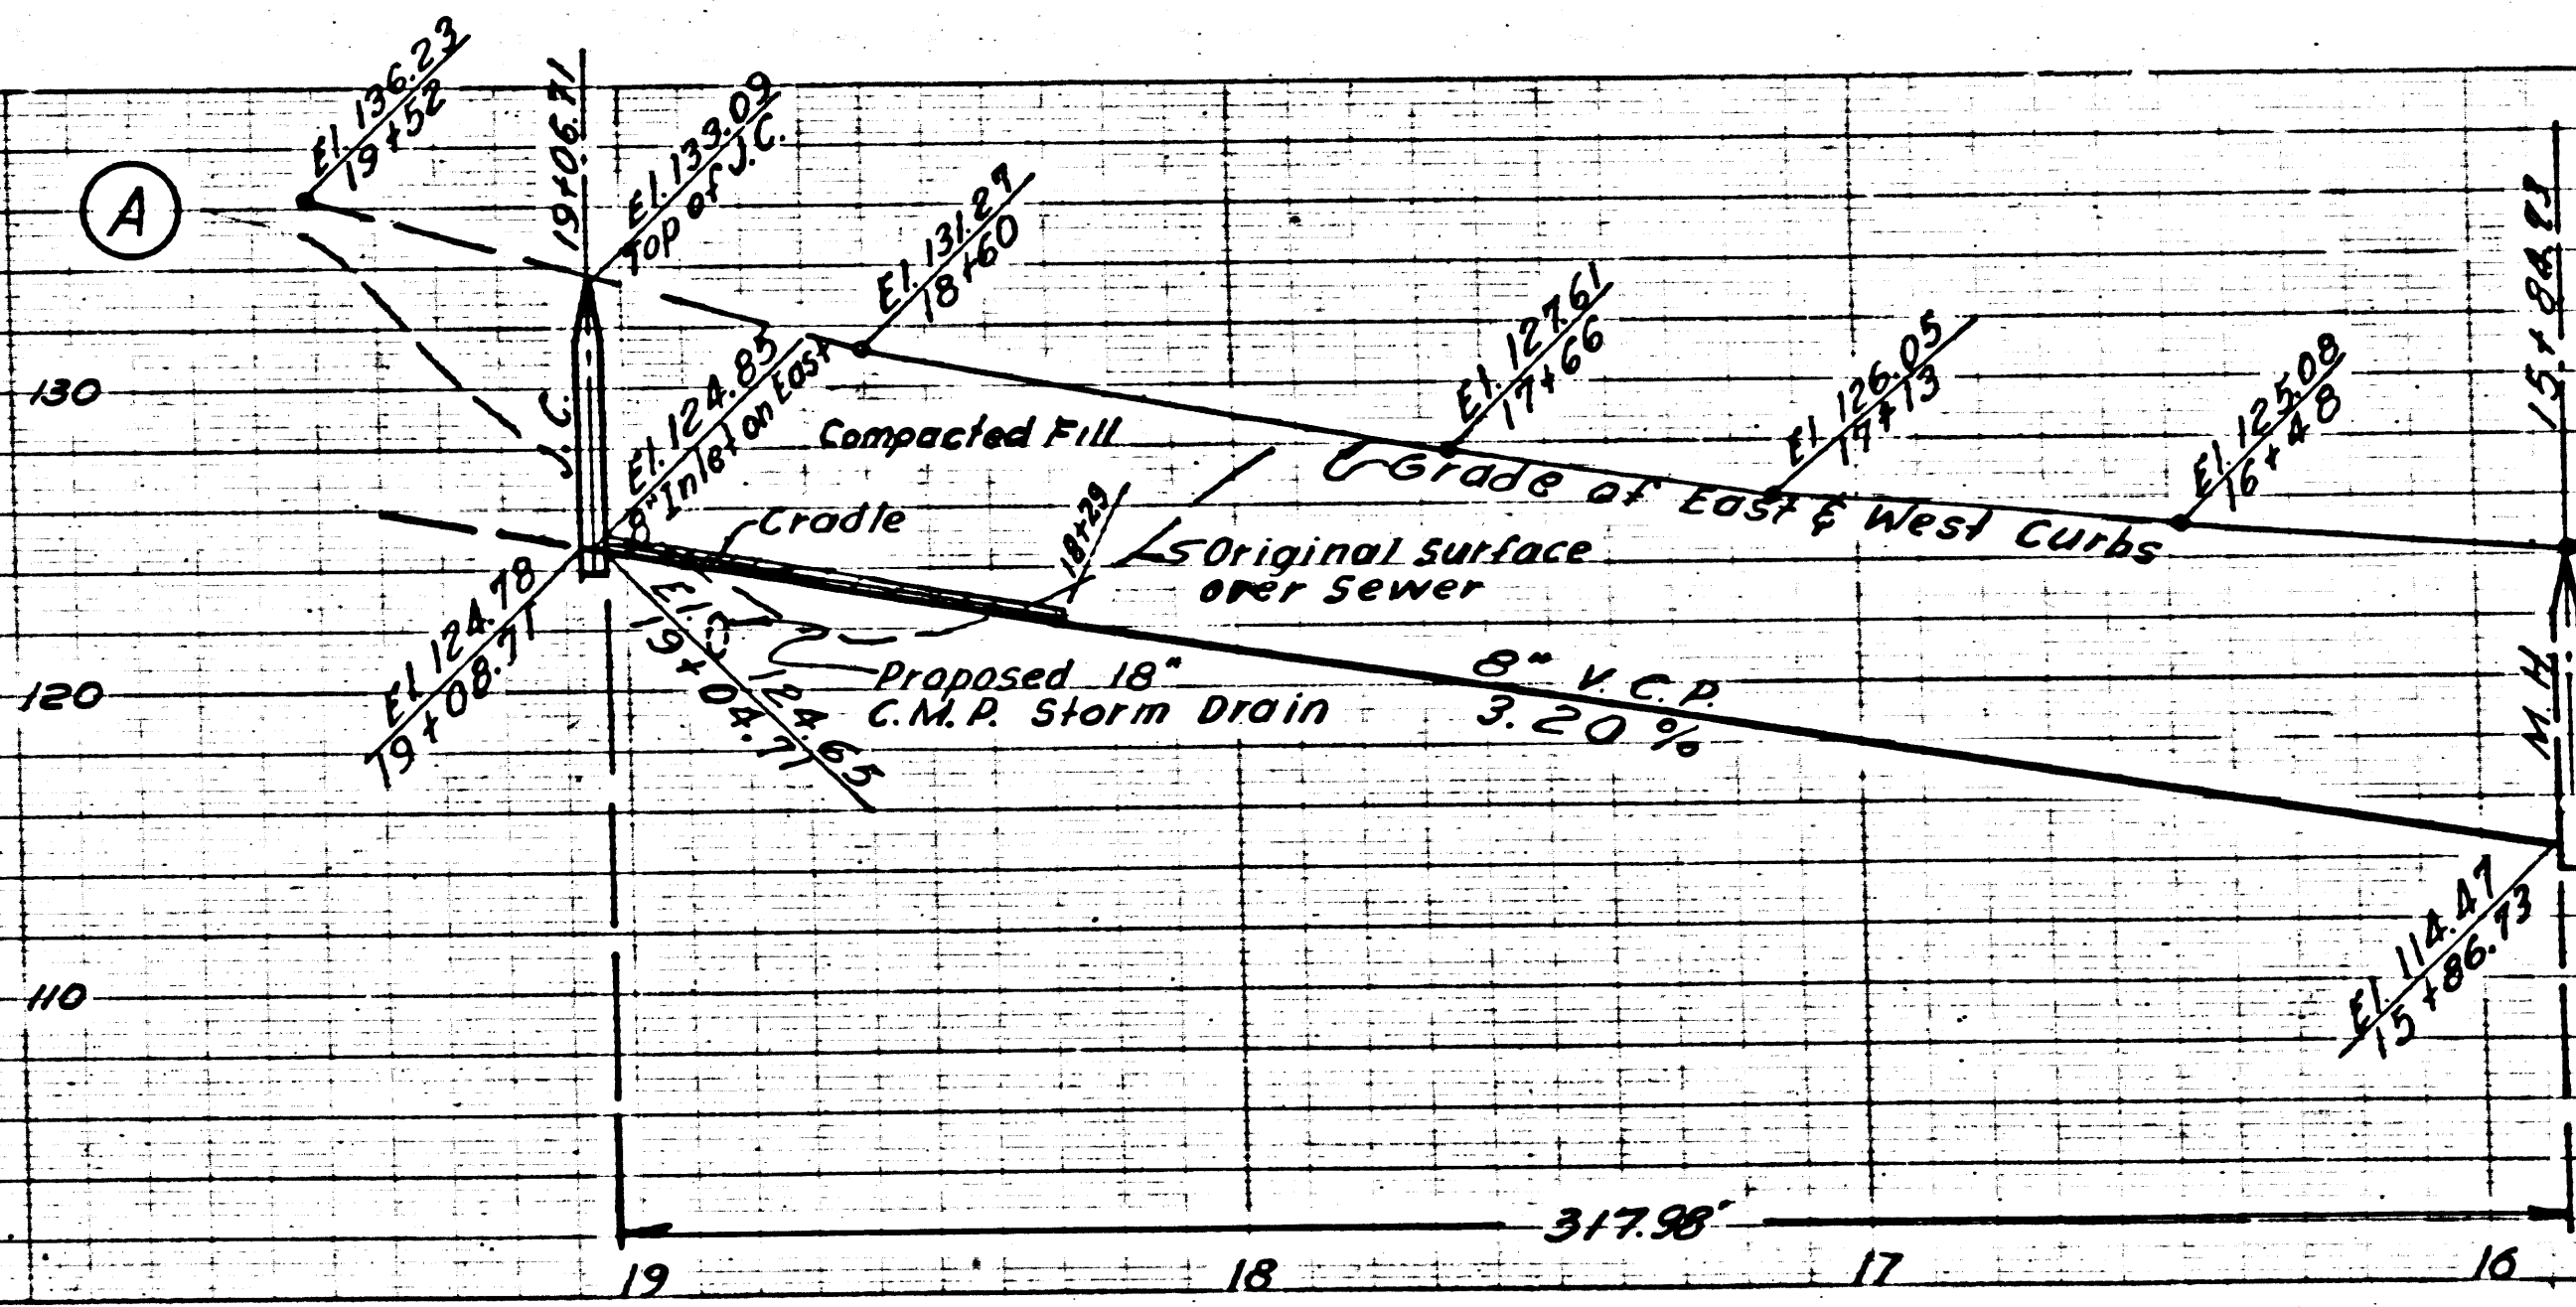 El. 136.23
19+52
A
19+06.71
El. 133.09
Top of J.C.
El. 131.27
18+60
El. 127.61
17+66
El. 126.05
17+13
El. 125.08
16+48
130
J. C.
El. 124.85
8" Inlet on East
Compacted Fill
Grade of East & West Curbs
Cradle
18+29
Original Surface
over Sewer
El. 124.78
19+08.71
El. 124.65
19+04.71
120
Proposed 18"
C.M.P. Storm Drain
8" V.C.P.
3.20%
M.H.
El. 114.47
15+86.73
110
317.98'
19
18
17
16